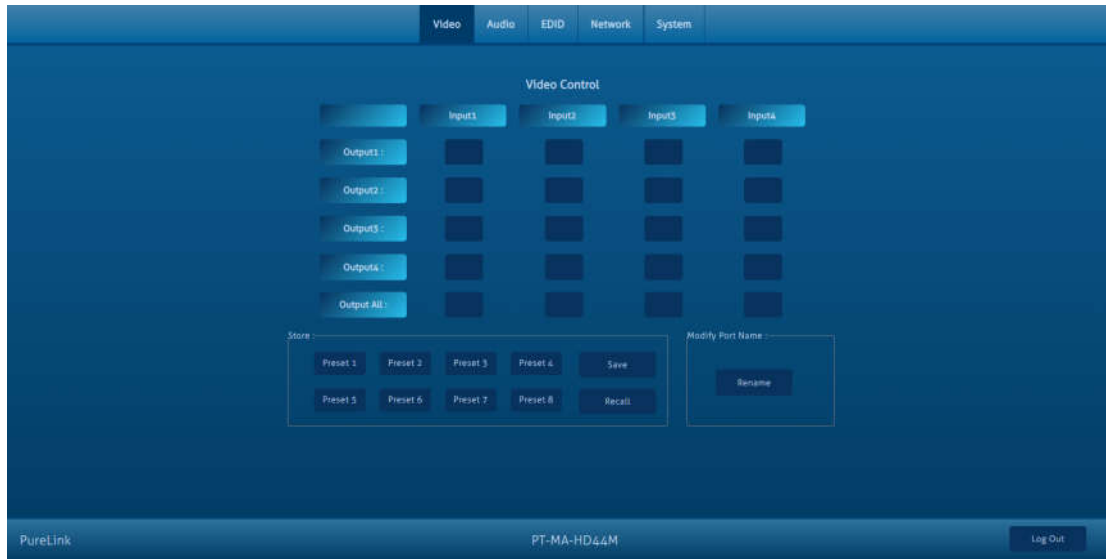 Video Audio EDID Network System
Video Control
Input1 Input2 Input3 Input4
Output1 :
Output2 :
Output3 :
Output4 :
Output All :
Store : Modify Port Name :
Preset 1 Preset 2 Preset 3 Preset 4 Save
Rename
Preset 5 Preset 6 Preset 7 Preset 8 Recall
PureLink PT-MA-HD44M Log Out